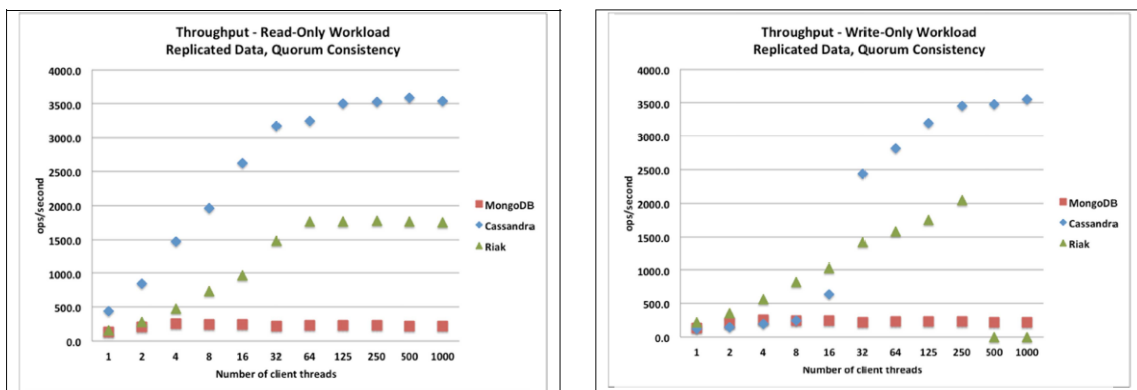 Throughput - Read-Only Workload
Replicated Data, Quorum Consistency
4000.0
3500.0
3000.0
2500.0
2000.0
1500.0
1000.0
500.0
0.0
ops/second
1 2 4 8 16 32 64 125 250 500 1000
Number of client threads
MongoDB
Cassandra
Riak
Throughput - Write-Only Workload
Replicated Data, Quorum Consistency
4000.0
3500.0
3000.0
2500.0
2000.0
1500.0
1000.0
500.0
0.0
ops/second
1 2 4 8 16 32 64 125 250 500 1000
Number of client threads
MongoDB
Cassandra
Riak